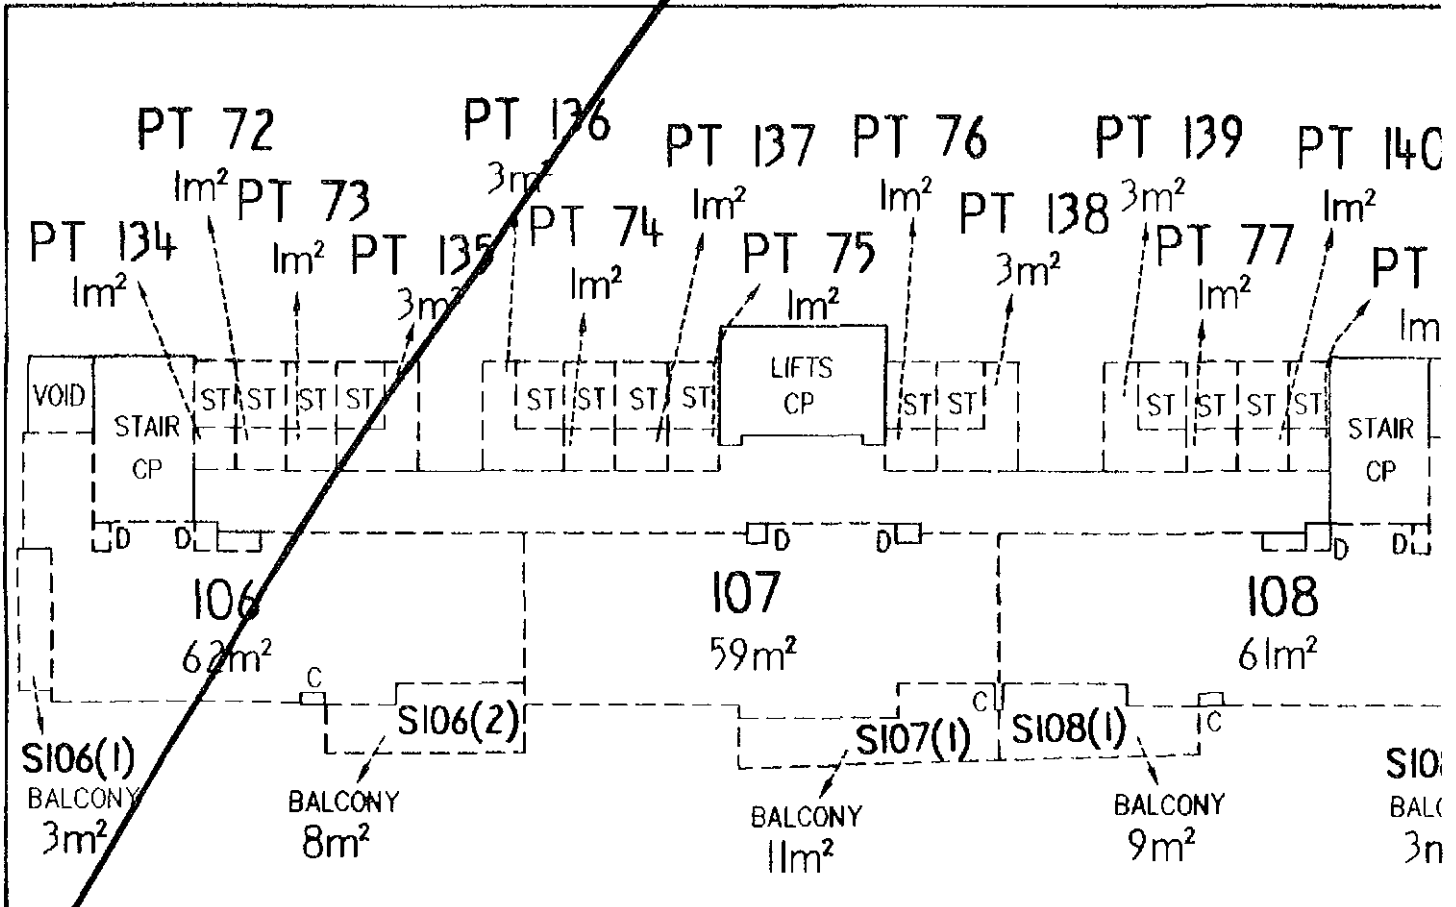 PT 72
1m²
PT 136
3m²
PT 137
1m²
PT 76
1m²
PT 139
3m²
PT 140
1m²
PT 134
1m²
PT 73
1m²
PT 135
3m²
PT 74
1m²
PT 75
1m²
PT 138
3m²
PT 77
1m²
PT
1m
VOID
STAIR
CP
ST
ST
ST
ST
ST
ST
ST
ST
LIFTS
CP
ST
ST
ST
ST
ST
ST
STAIR
CP
D
D
D
D
D
D
106
62m²
107
59m²
108
61m²
C
C
C
S106(1)
BALCONY
3m²
S106(2)
BALCONY
8m²
S107(1)
BALCONY
11m²
S108(1)
BALCONY
9m²
S108
BALC
3m